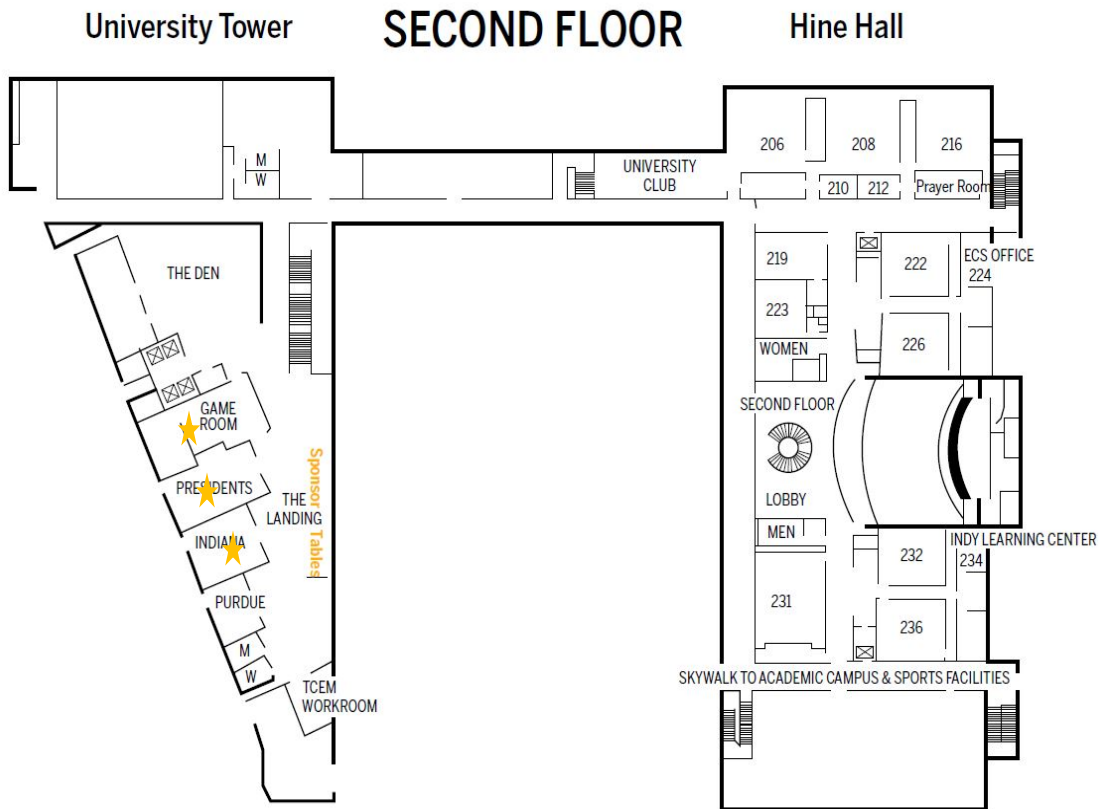 University Tower
SECOND FLOOR
Hine Hall
M
W
UNIVERSITY
CLUB
206
208
216
210
212
Prayer Room
THE DEN
219
222
ECS OFFICE
224
223
226
WOMEN
GAME
ROOM
SECOND FLOOR
LOBBY
PRESIDENTS
THE
LANDING
Sponsor Tables
INDIANA
MEN
INDY LEARNING CENTER
232
234
PURDUE
231
236
M
W
TCEM
WORKROOM
SKYWALK TO ACADEMIC CAMPUS & SPORTS FACILITIES